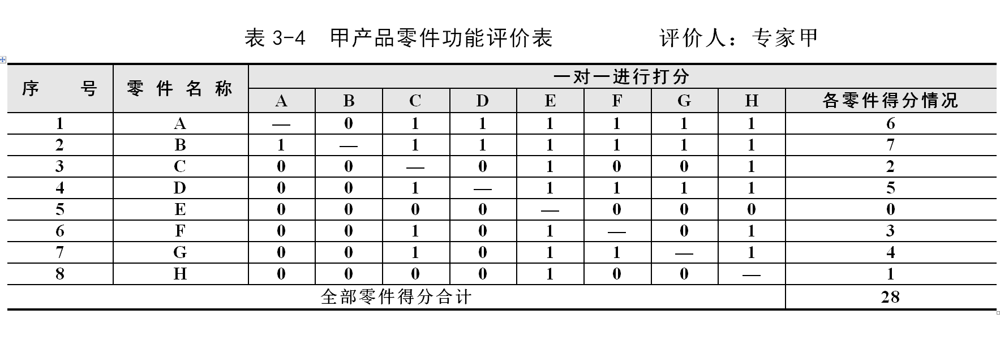 表 3-4 甲产品零件功能评价表 评价人：专家甲
序 号 零 件 名 称 一对一进行打分
A B C D E F G H 各零件得分情况
1 A — 0 1 1 1 1 1 1 6
2 B 1 — 1 1 1 1 1 1 7
3 C 0 0 — 0 1 0 0 1 2
4 D 0 0 1 — 1 1 1 1 5
5 E 0 0 0 0 — 0 0 0 0
6 F 0 0 1 0 1 — 0 1 3
7 G 0 0 1 0 1 1 — 1 4
8 H 0 0 0 0 1 0 0 — 1
全部零件得分合计 28